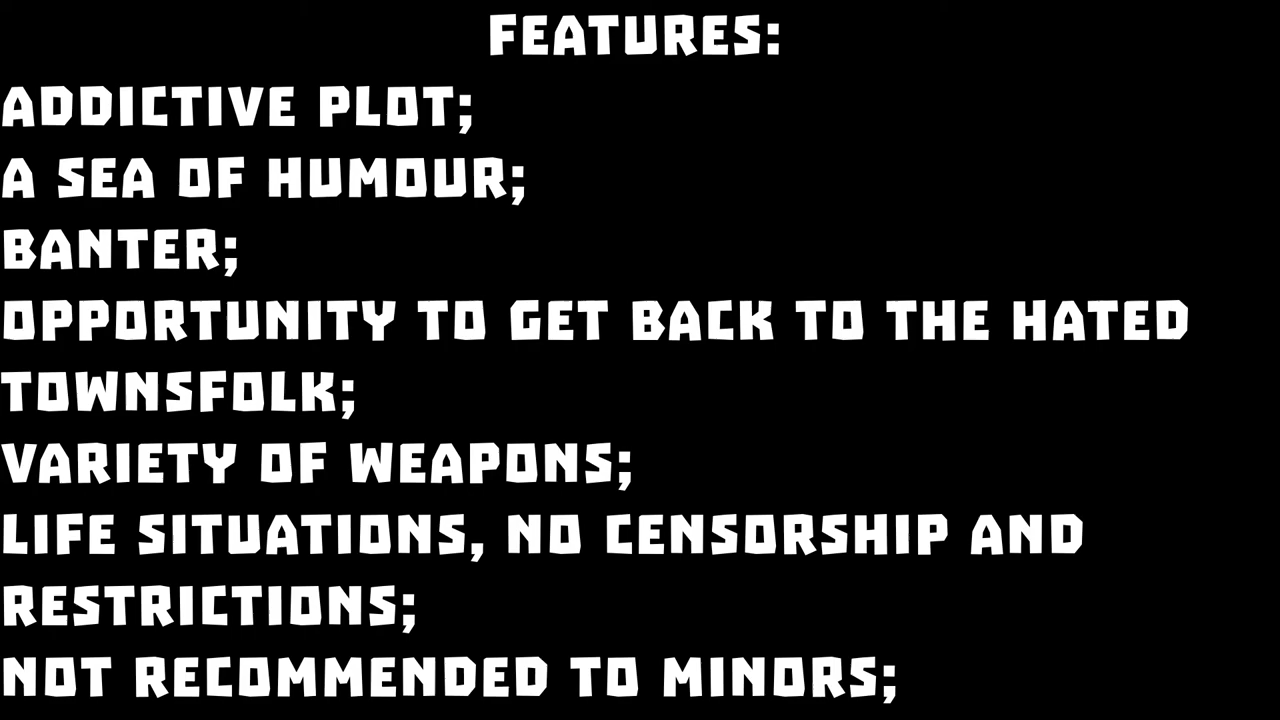 FEATURES:
ADDICTIVE PLOT;
A SEA OF HUMOUR;
BANTER;
OPPORTUNITY TO GET BACK TO THE HATED
TOWNSFOLK;
VARIETY OF WEAPONS;
LIFE SITUATIONS, NO CENSORSHIP AND
RESTRICTIONS;
NOT RECOMMENDED TO MINORS;